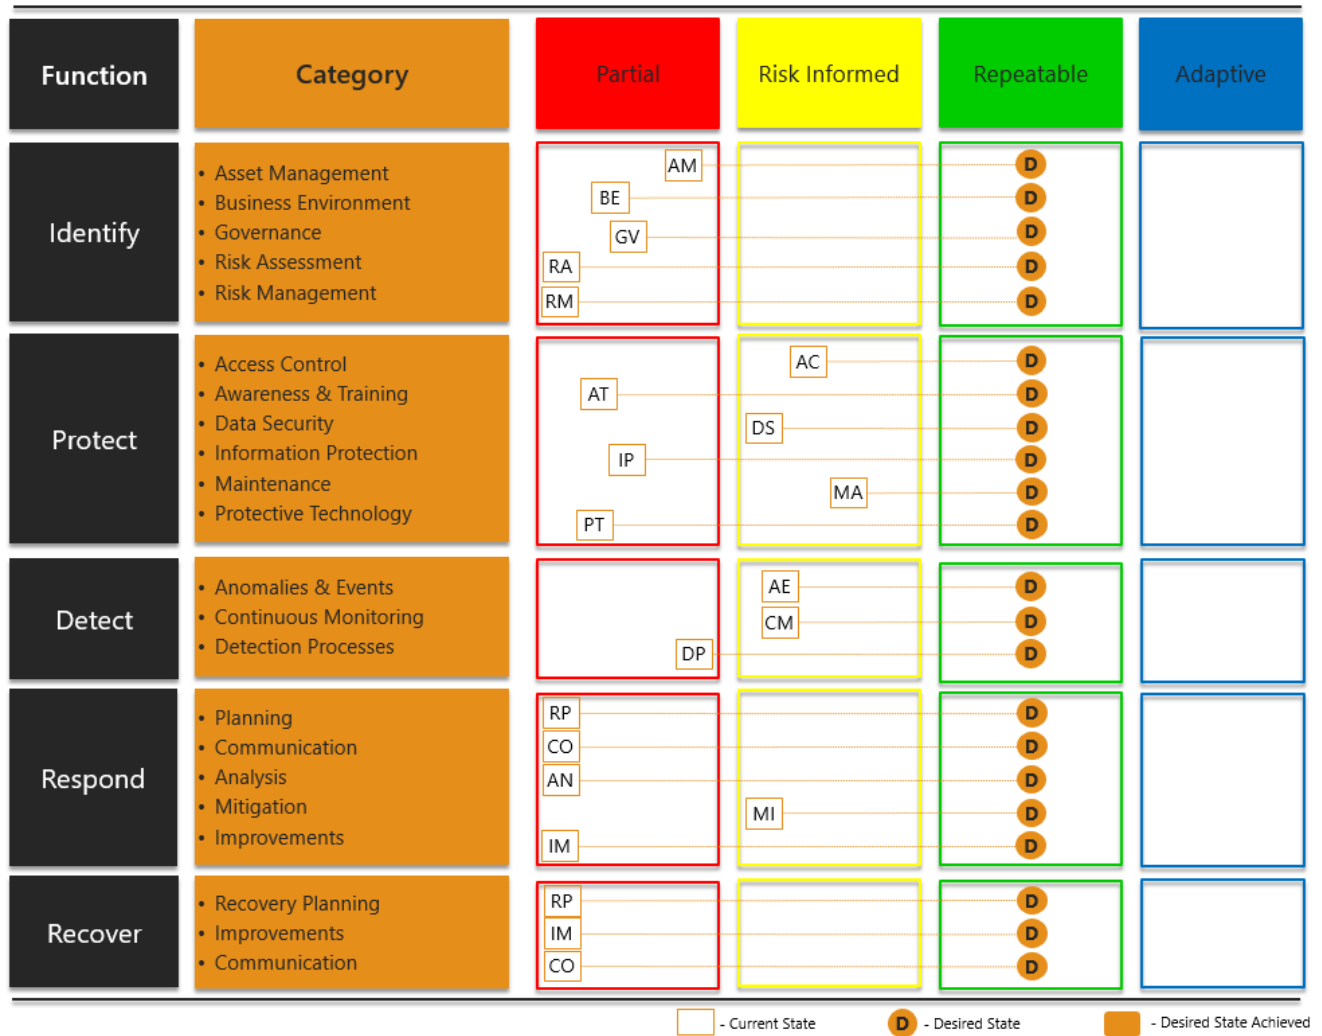 Function Category Partial Risk Informed Repeatable Adaptive
Identify
• Asset Management
• Business Environment
• Governance
• Risk Assessment
• Risk Management
AM D
BE D
GV D
RA D
RM D
Protect
• Access Control
• Awareness & Training
• Data Security
• Information Protection
• Maintenance
• Protective Technology
AC D
AT D
DS D
IP D
MA D
PT D
Detect
• Anomalies & Events
• Continuous Monitoring
• Detection Processes
AE D
CM D
DP D
Respond
• Planning
• Communication
• Analysis
• Mitigation
• Improvements
RP D
CO D
AN D
MI D
IM D
Recover
• Recovery Planning
• Improvements
• Communication
RP D
IM D
CO D
- Current State D - Desired State - Desired State Achieved